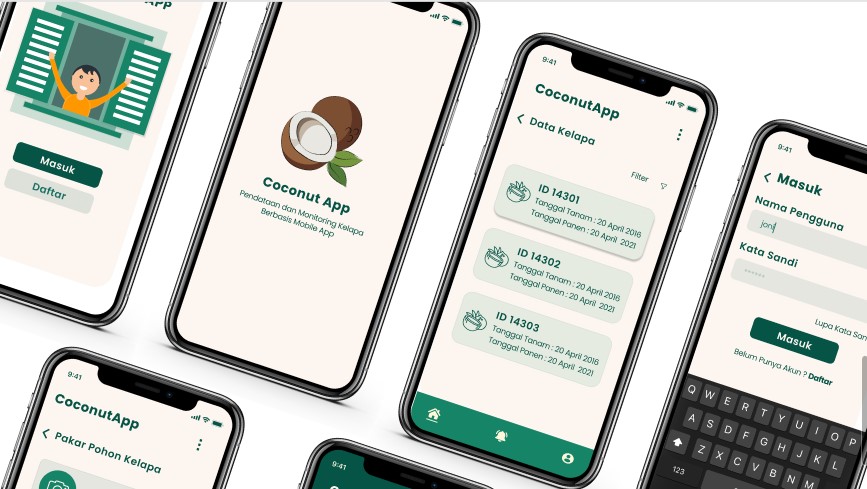 Masuk
Daftar
Coconut App
Pendataan dan Monitoring Kelapa
Berbasis Mobile App
9:41
CoconutApp
Data Kelapa
Filter
ID 14301
Tanggal Tanam : 20 April 2016
Tanggal Panen : 20 April 2021
ID 14302
Tanggal Tanam : 20 April 2016
Tanggal Panen : 20 April 2021
ID 14303
Tanggal Tanam : 20 April 2016
Tanggal Panen : 20 April 2021
9:41
Masuk
Nama Pengguna
jonf
Kata Sandi
Lupa Kata San
Masuk
Belum Punya Akun ? Daftar
Q W E R T Y U I O P
A S D F G H J K L
Z X C V B N M
123
9:41
CoconutApp
Pakar Pohon Kelapa
9:41